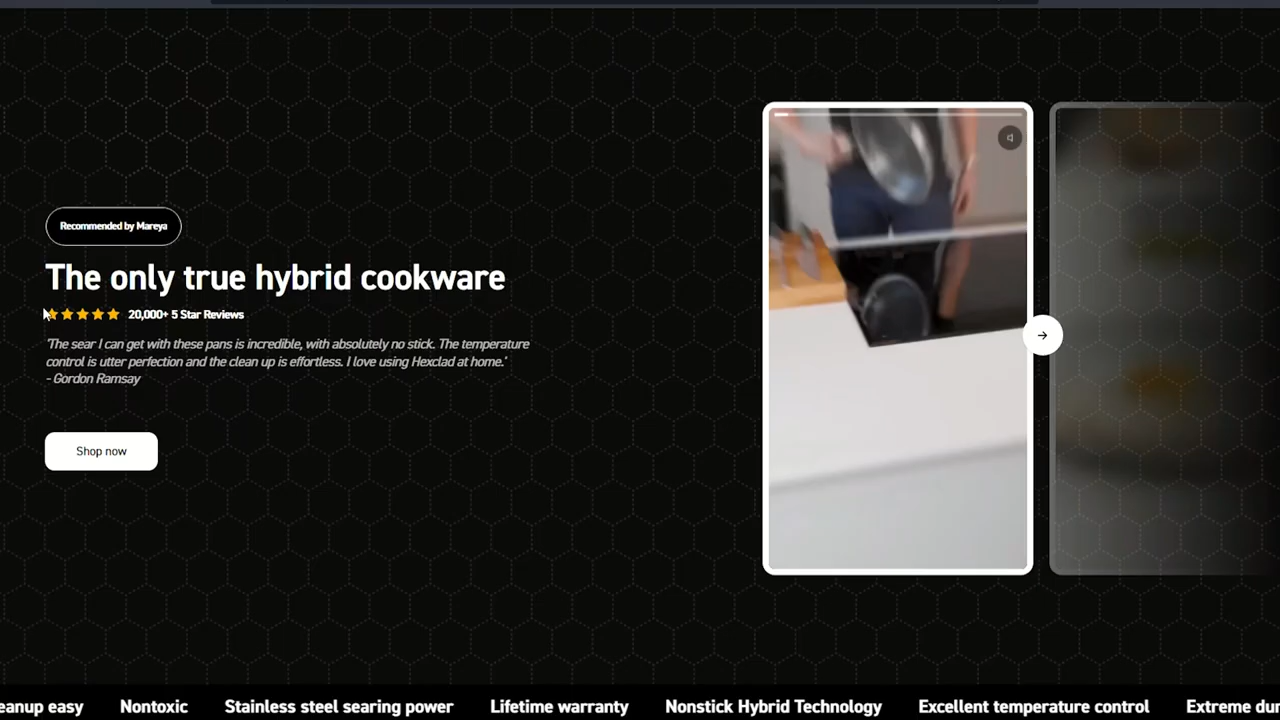 Recommended by Mareya
The only true hybrid cookware
20,000+ 5 Star Reviews
'The sear I can get with these pans is incredible, with absolutely no stick. The temperature
control is utter perfection and the clean up is effortless. I love using Hexclad at home.'
- Gordon Ramsay
Shop now
easy Nontoxic Stainless steel searing power Lifetime warranty Nonstick Hybrid Technology Excellent temperature control Extreme